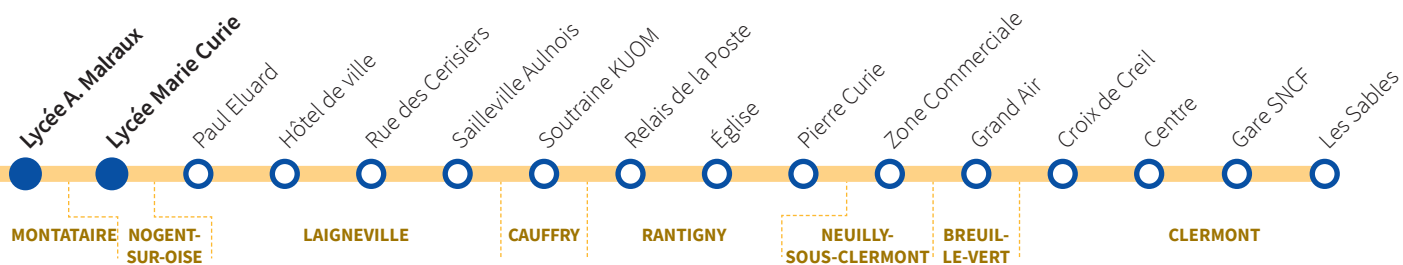 Lycée A. Malraux
Lycée Marie Curie
Paul Eluard
Hôtel de ville
Rue des Cerisiers
Sailleville Aulnois
Soutraine KUOM
Relais de la Poste
Église
Pierre Curie
Zone Commerciale
Grand Air
Croix de Creil
Centre
Gare SNCF
Les Sables
MONTATAIRE
NOGENT-
SUR-OISE
LAIGNEVILLE
CAUFFRY
RANTIGNY
NEUILLY-
SOUS-CLERMONT
BREUIL-
LE-VERT
CLERMONT